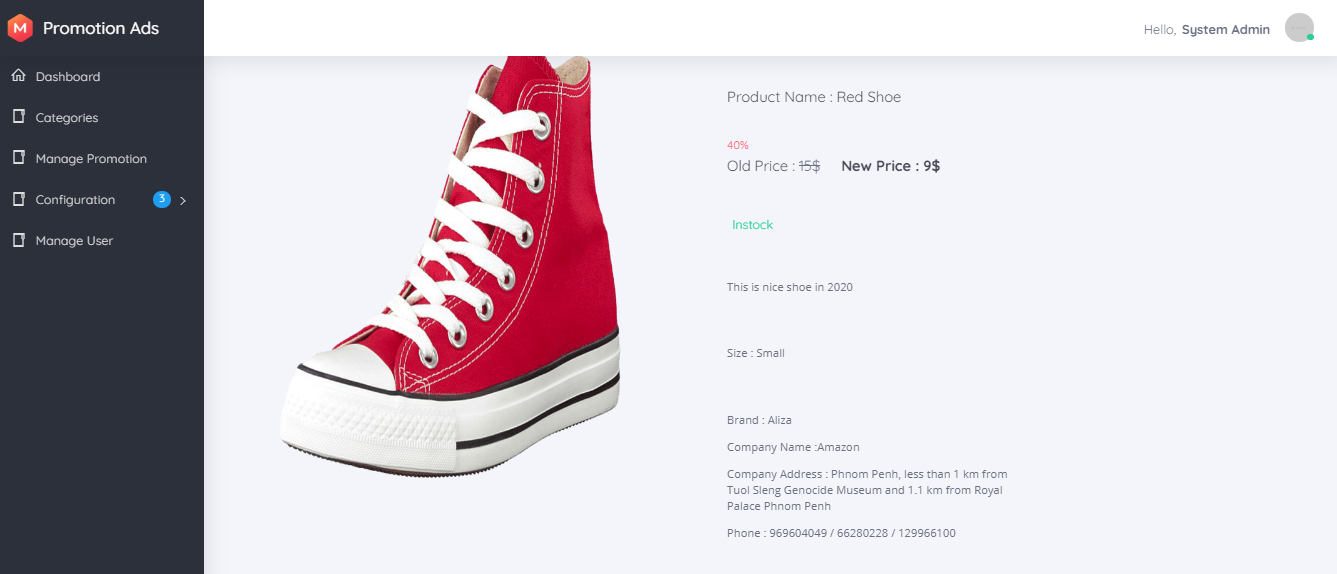 M Promotion Ads
Hello, System Admin
Dashboard
Categories
Manage Promotion
Configuration 3
Manage User
Product Name : Red Shoe
40%
Old Price : 15$ New Price : 9$
Instock
This is nice shoe in 2020
Size : Small
Brand : Aliza
Company Name :Amazon
Company Address : Phnom Penh, less than 1 km from
Tuol Sleng Genocide Museum and 1.1 km from Royal
Palace Phnom Penh
Phone : 969604049 / 66280228 / 129966100